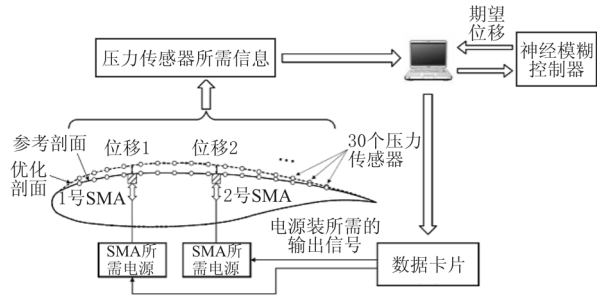 期望
位移
压力传感器所需信息
神经模糊
控制器
参考剖面
位移1
位移2
30个压力
传感器
优化
剖面
1号SMA
2号SMA
电源装所需的
输出信号
SMA所
需电源
SMA所
需电源
数据卡片